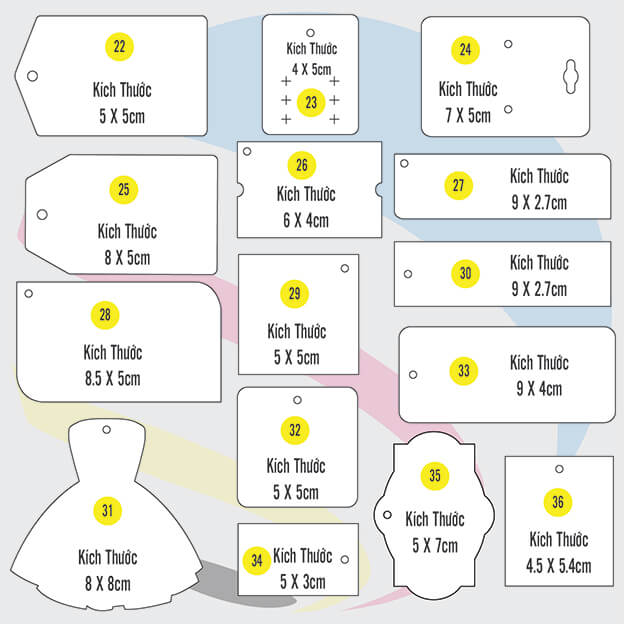 22
Kích Thước
5 X 5cm
Kích Thước
4 X 5cm
23
24
Kích Thước
7 X 5cm
25
Kích Thước
8 X 5cm
26
Kích Thước
6 X 4cm
27
Kích Thước
9 X 2.7cm
28
Kích Thước
8.5 X 5cm
29
Kích Thước
5 X 5cm
30
Kích Thước
9 X 2.7cm
31
Kích Thước
8 X 8cm
32
Kích Thước
5 X 5cm
33
Kích Thước
9 X 4cm
34
Kích Thước
5 X 3cm
35
Kích Thước
5 X 7cm
36
Kích Thước
4.5 X 5.4cm